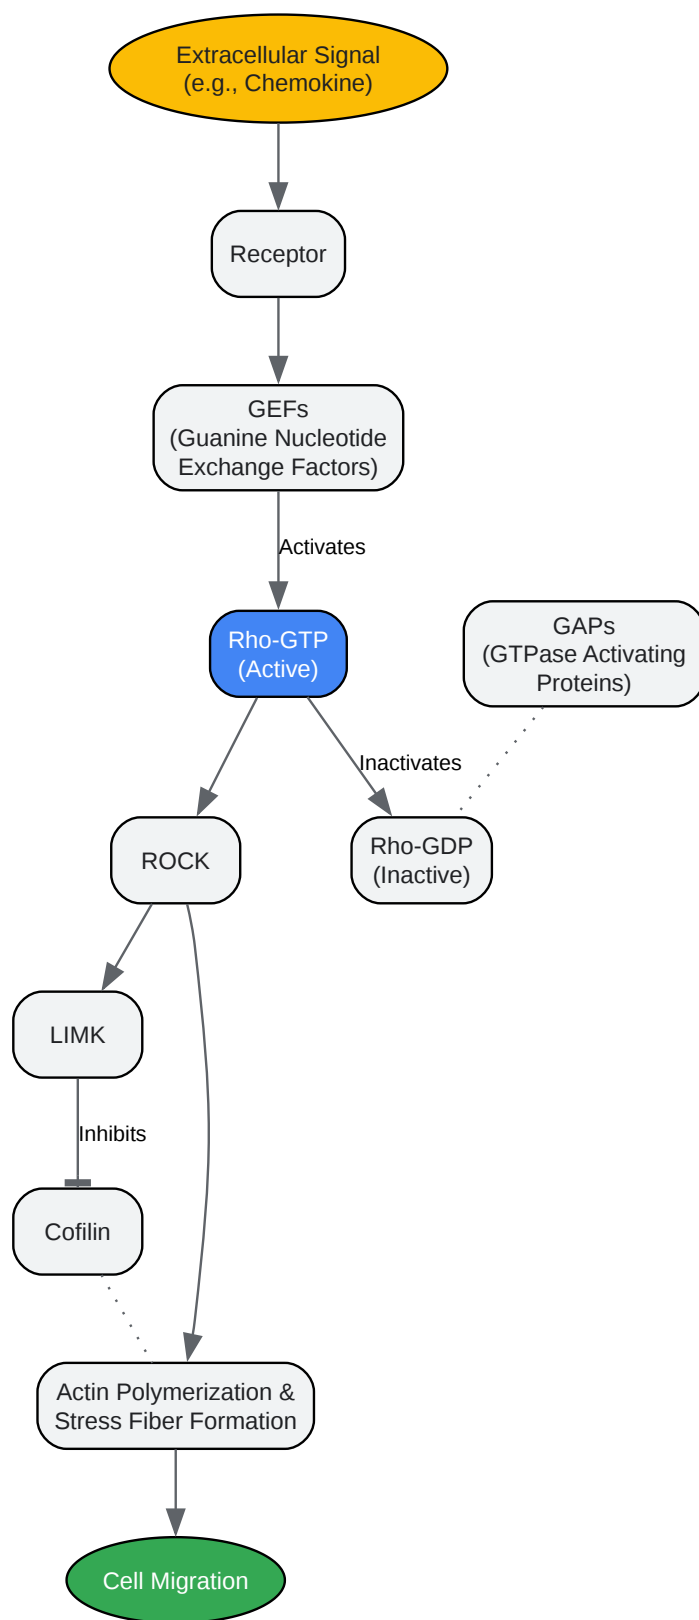 Extracellular Signal
(e.g., Chemokine)
Receptor
GEFs
(Guanine Nucleotide
Exchange Factors)
Activates
Rho-GTP
(Active)
GAPs
(GTPase Activating
Proteins)
Inactivates
ROCK
Rho-GDP
(Inactive)
LIMK
Inhibits
Cofilin
Actin Polymerization &
Stress Fiber Formation
Cell Migration